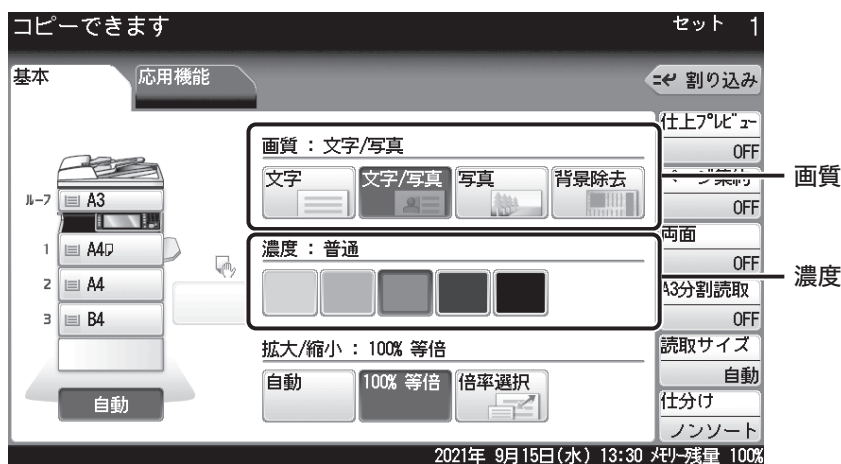 コピーできます
セット 1
基本
応用機能
割り込み
画質 : 文字/写真
文字
文字/写真
写真
背景除去
濃度 : 普通
拡大/縮小 : 100% 等倍
自動
100% 等倍
倍率選択
ルーフ A3
1 A4
2 A4
3 B4
自動
仕上プレビュー
OFF
ページ集約
OFF
両面
OFF
A3分割読取
OFF
読取サイズ
自動
仕分け
ノンソート
画質
濃度
2021年 9月15日(水) 13:30 メモリー残量 100%